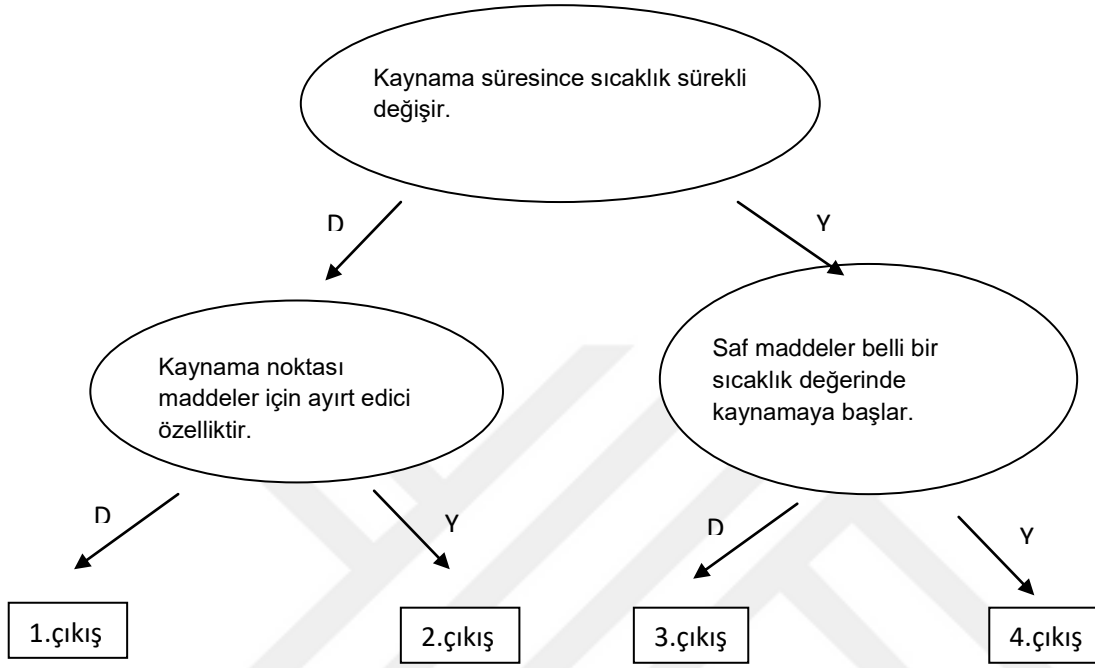 Kaynama süresince sıcaklık sürekli
değişir.
D
Y
Kaynama noktası
maddeler için ayırt edici
özelliktir.
Saf maddeler belli bir
sıcaklık değerinde
kaynamaya başlar.
D
Y
D
Y
1.çıkış
2.çıkış
3.çıkış
4.çıkış